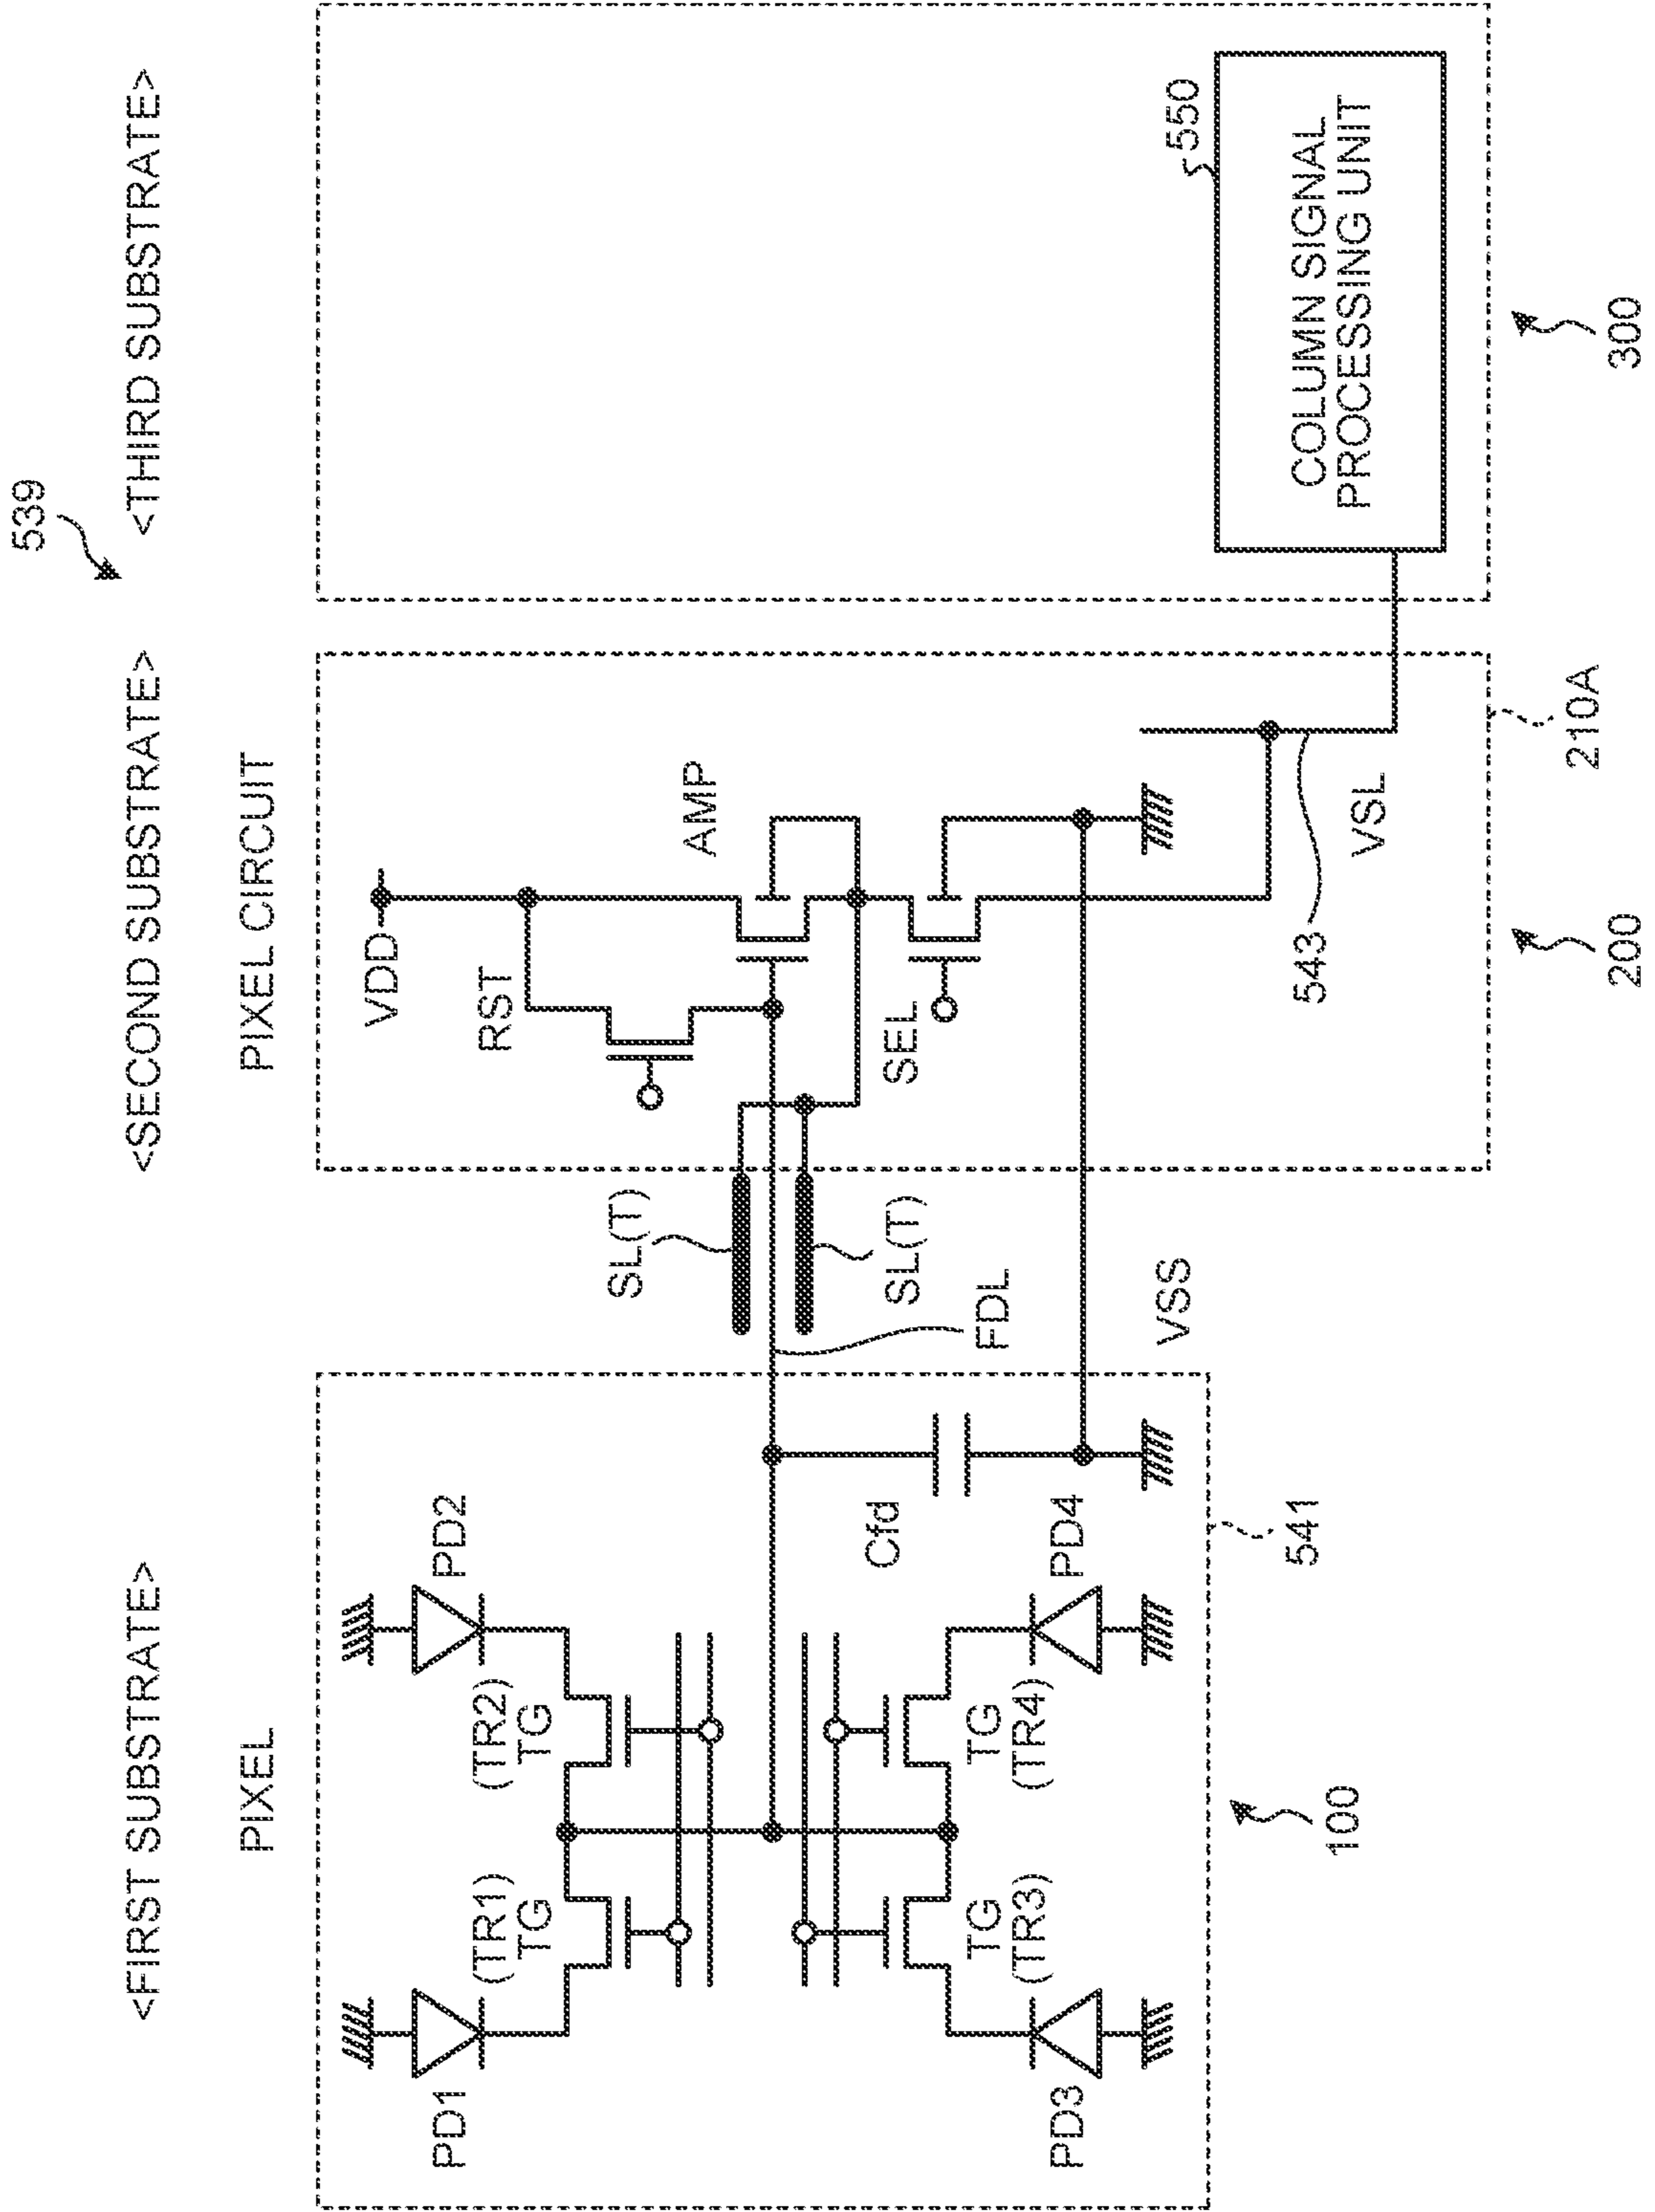 539
<FIRST SUBSTRATE>
<SECOND SUBSTRATE>
<THIRD SUBSTRATE>
PIXEL
PIXEL CIRCUIT
PD1
(TR1)
TG
(TR2)
TG
PD2
PD3
TG
(TR3)
TG
(TR4)
PD4
Cfd
541
100
SL(T)
SL(T)
FDL
VSS
VDD
RST
AMP
SEL
543
VSL
210A
200
550
COLUMN SIGNAL
PROCESSING UNIT
300